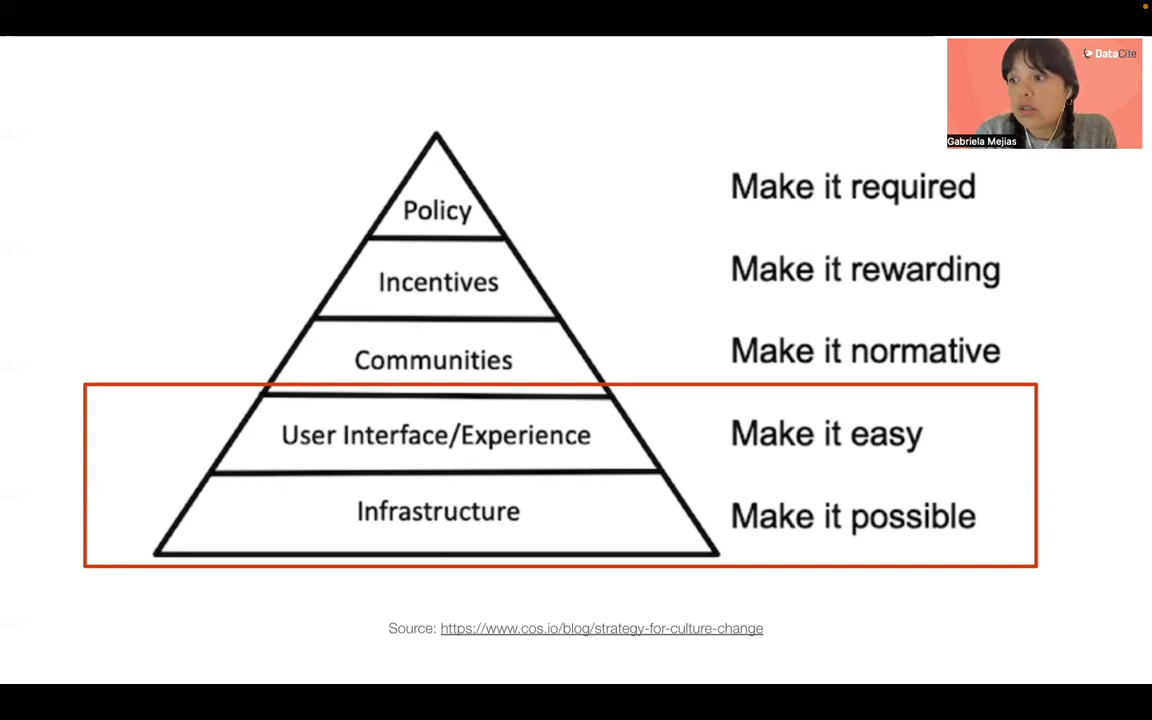 DataCite
Gabriela Mejias
Policy
Make it required
Incentives
Make it rewarding
Communities
Make it normative
User Interface/Experience
Make it easy
Infrastructure
Make it possible
Source: https://www.cos.io/blog/strategy-for-culture-change